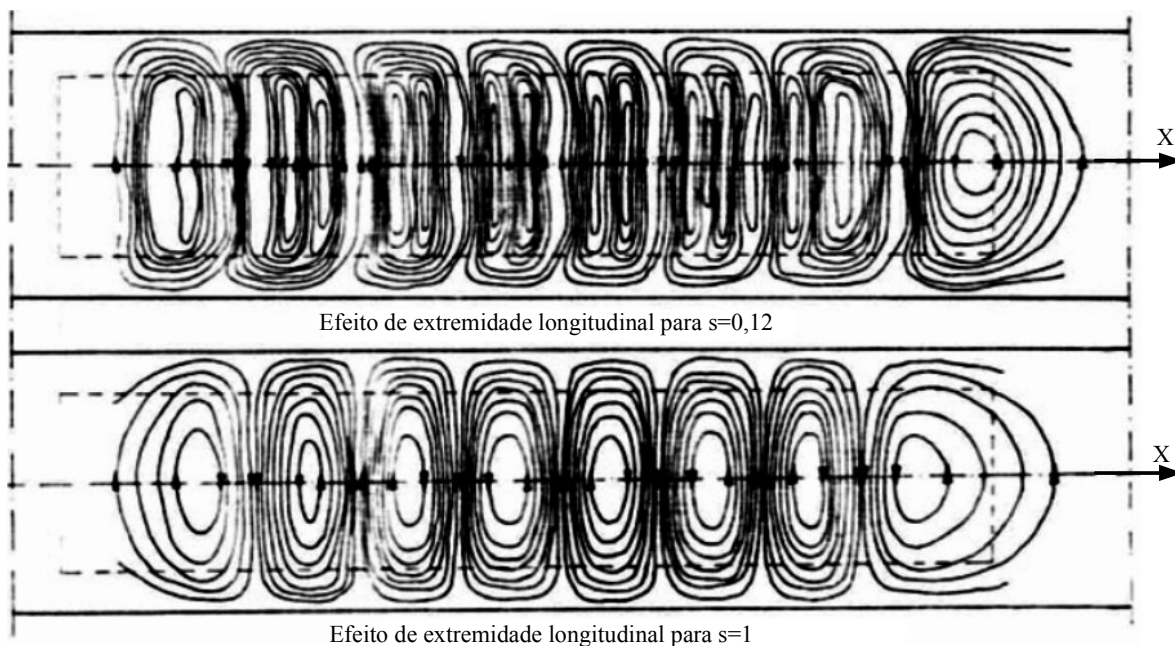 X
Efeito de extremidade longitudinal para s=0,12
X
Efeito de extremidade longitudinal para s=1